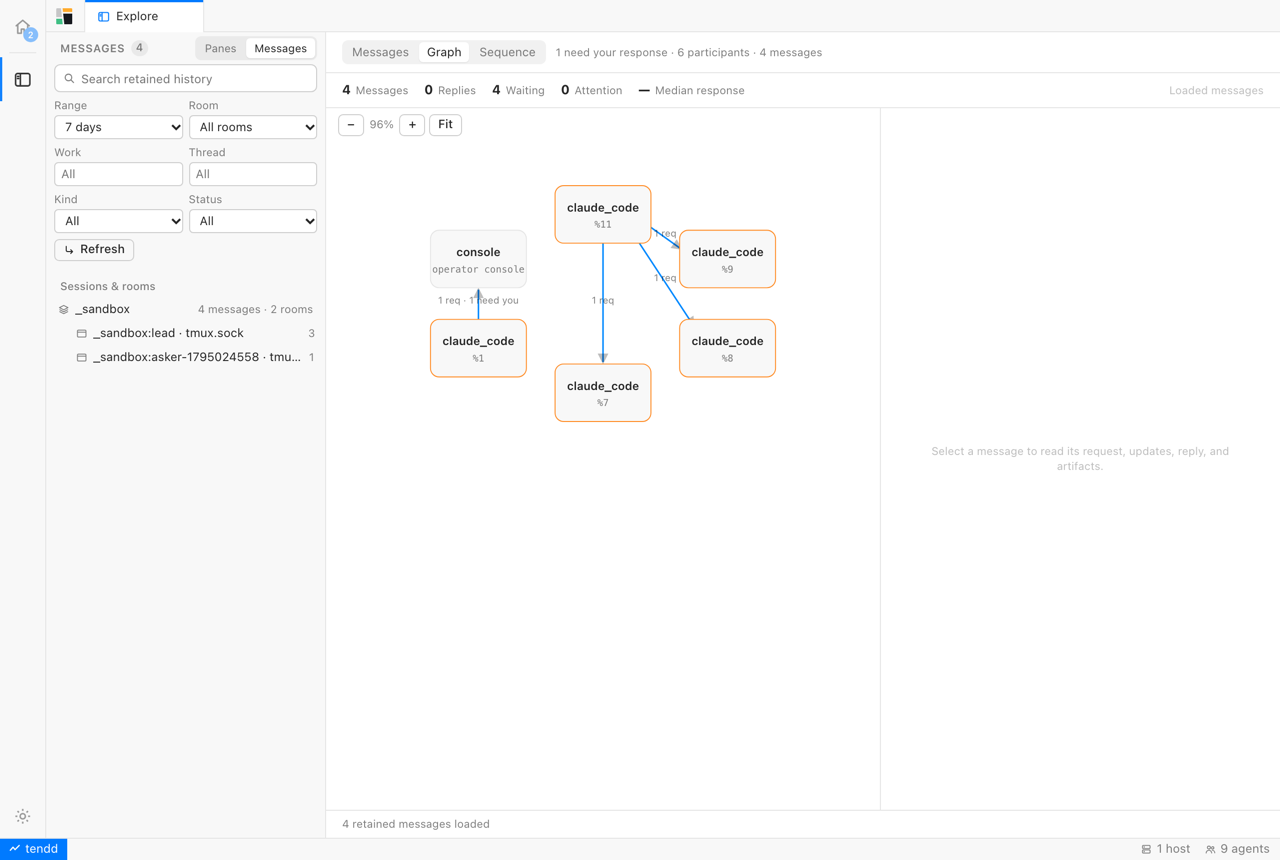 Explore
2
MESSAGES 4
Panes
Messages
Search retained history
Range
Room
7 days
All rooms
Work
Thread
All
All
Kind
Status
All
All
Refresh
Sessions & rooms
_sandbox
4 messages · 2 rooms
_sandbox:lead · tmux.sock
3
_sandbox:asker-1795024558 · tmu...
1
Messages
Graph
Sequence
1 need your response · 6 participants · 4 messages
4 Messages
0 Replies
4 Waiting
0 Attention
— Median response
Loaded messages
−
96%
+
Fit
claude_code
%11
1 req
console
operator console
claude_code
%9
1 req
1 req · 1 need you
1 req
claude_code
%1
claude_code
%8
claude_code
%7
Select a message to read its request, updates, reply, and
artifacts.
4 retained messages loaded
tendd
1 host
9 agents